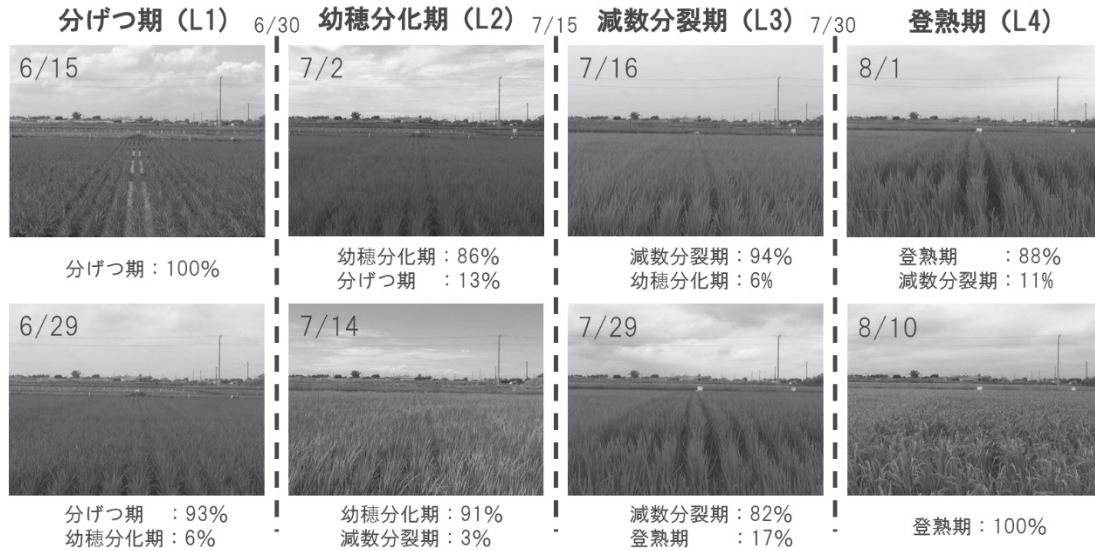 分げつ期（L1） 6/30 幼穂分化期（L2） 7/15 減数分裂期（L3） 7/30 登熟期（L4）
6/15 7/2 7/16 8/1
分げつ期：100% 幼穂分化期：86% 減数分裂期：94% 登熟期：88%
分げつ期：13% 幼穂分化期：6% 減数分裂期：11%
6/29 7/14 7/29 8/10
分げつ期：93% 幼穂分化期：91% 減数分裂期：82% 登熟期：100%
幼穂分化期：6% 減数分裂期：3% 登熟期：17%